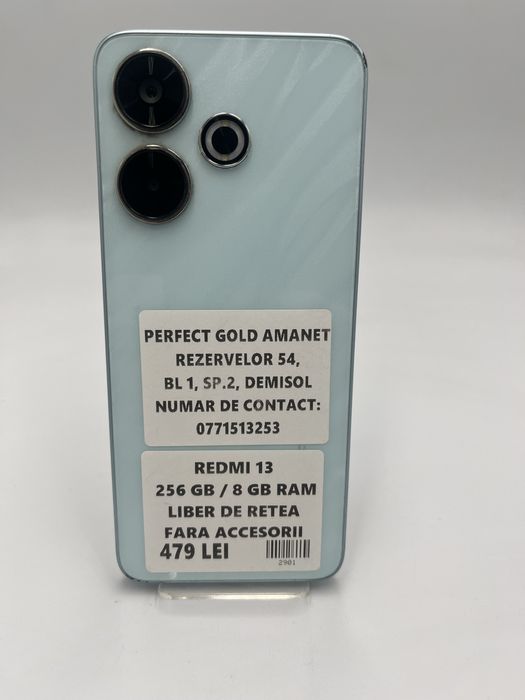 PERFECT GOLD AMANET
REZERVELOR 54,
BL 1, SP.2, DEMISOL
NUMAR DE CONTACT:
0771513253
REDMI 13
256 GB / 8 GB RAM
LIBER DE RETEA
FARA ACCESORII
479 LEI
2901